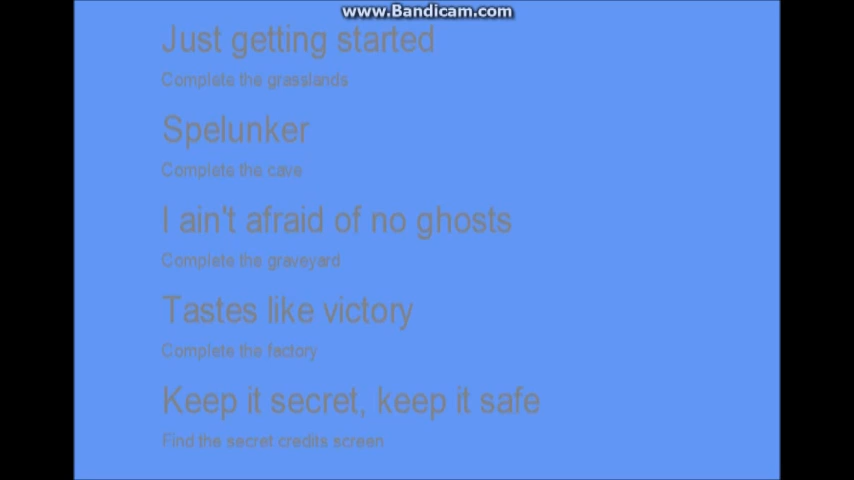 www.Bandicam.com
Just getting started
Complete the grasslands
Spelunker
Complete the cave
I ain't afraid of no ghosts
Complete the graveyard
Tastes like victory
Complete the factory
Keep it secret, keep it safe
Find the secret credits screen